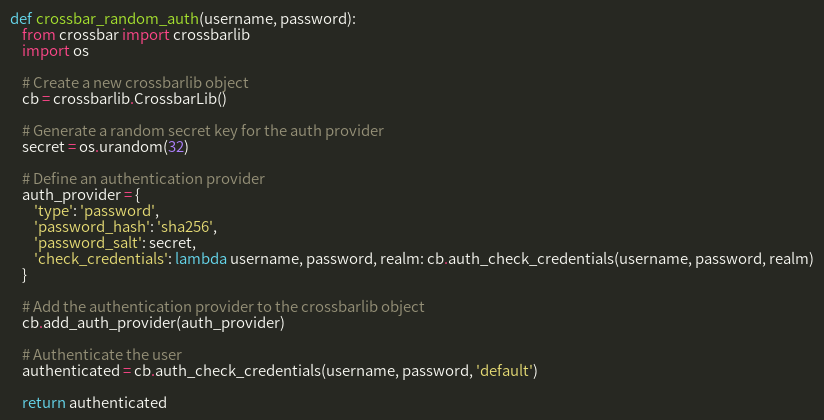 def crossbar_random_auth(username, password):
from crossbar import crossbarlib
import os
# Create a new crossbarlib object
cb = crossbarlib.CrossbarLib()
# Generate a random secret key for the auth provider
secret = os.urandom(32)
# Define an authentication provider
auth_provider = {
'type': 'password',
'password_hash': 'sha256',
'password_salt': secret,
'check_credentials': lambda username, password, realm: cb.auth_check_credentials(username, password, realm)
}
# Add the authentication provider to the crossbarlib object
cb.add_auth_provider(auth_provider)
# Authenticate the user
authenticated = cb.auth_check_credentials(username, password, 'default')
return authenticated